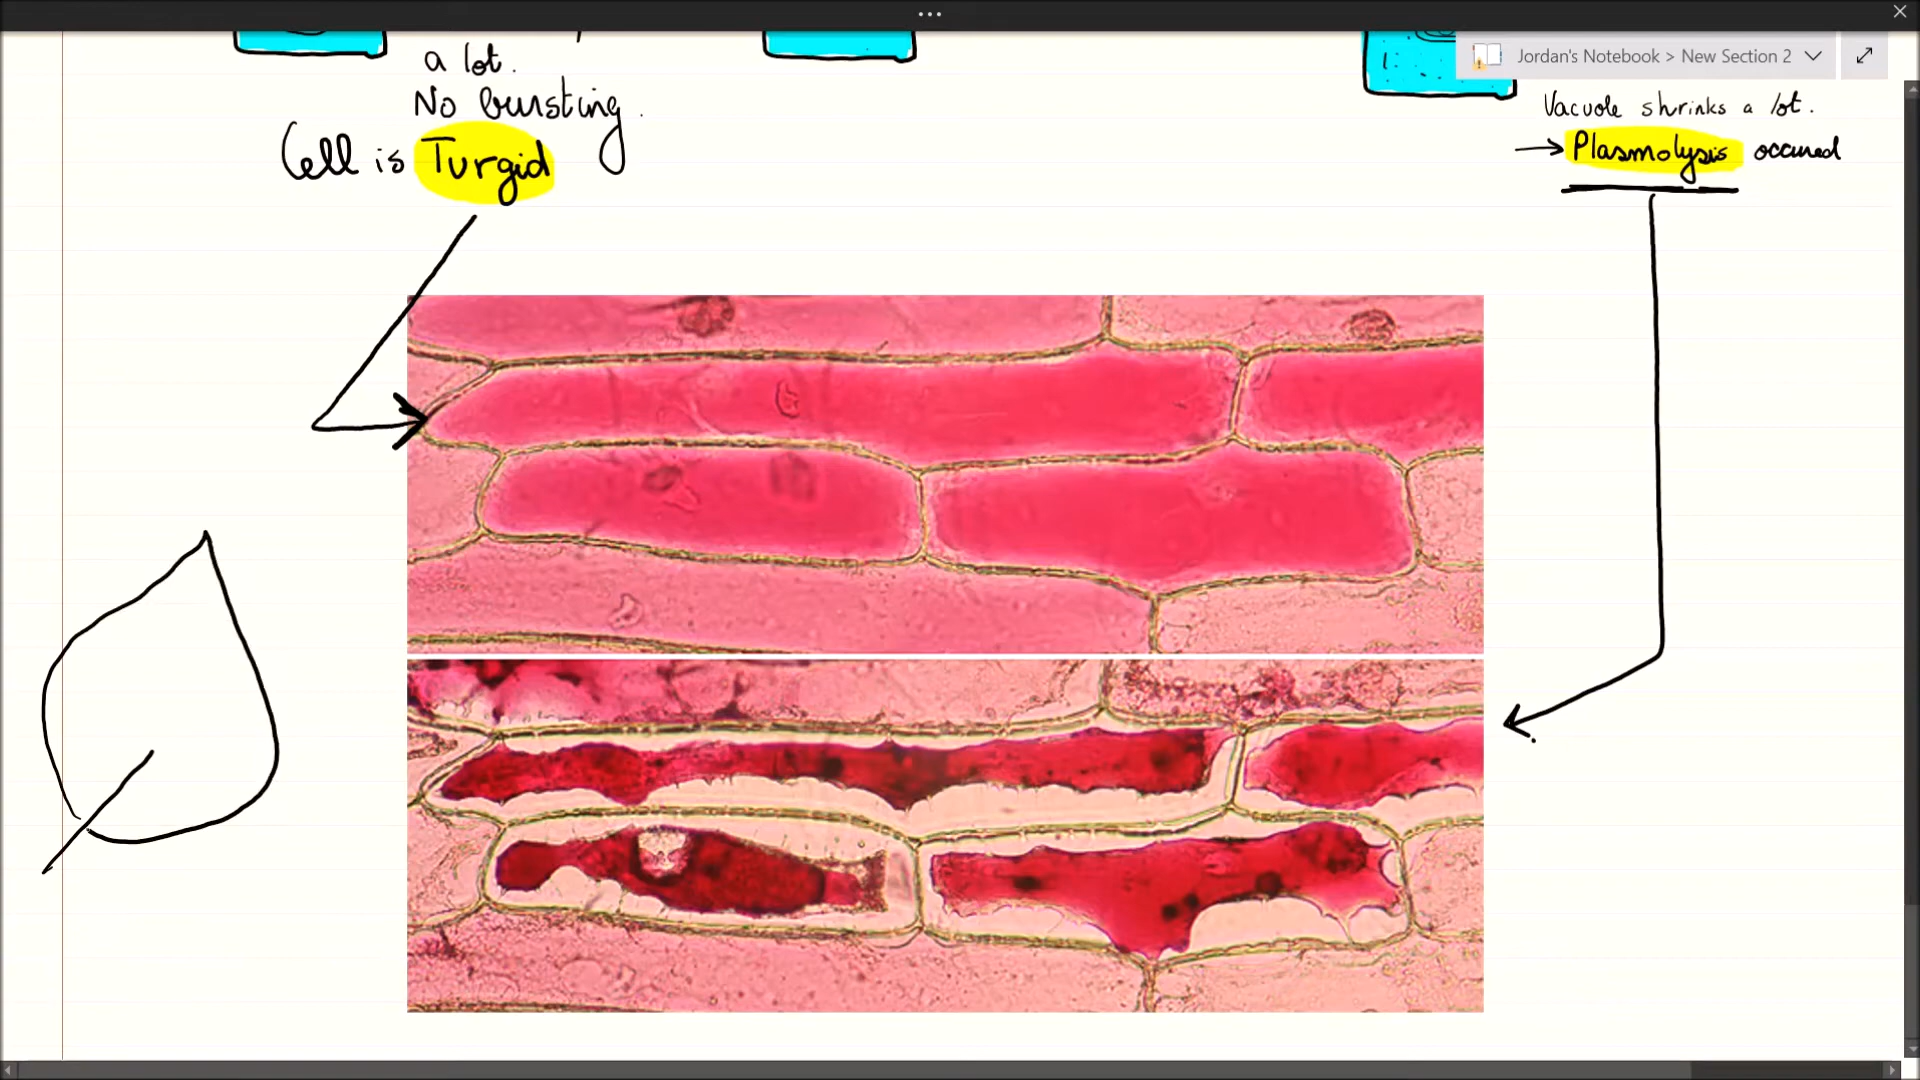 Jordan's Notebook > New Section 2
a lot.
No bursting.
Cell is Turgid
Vacuole shrinks a lot.
→ Plasmolysis occured